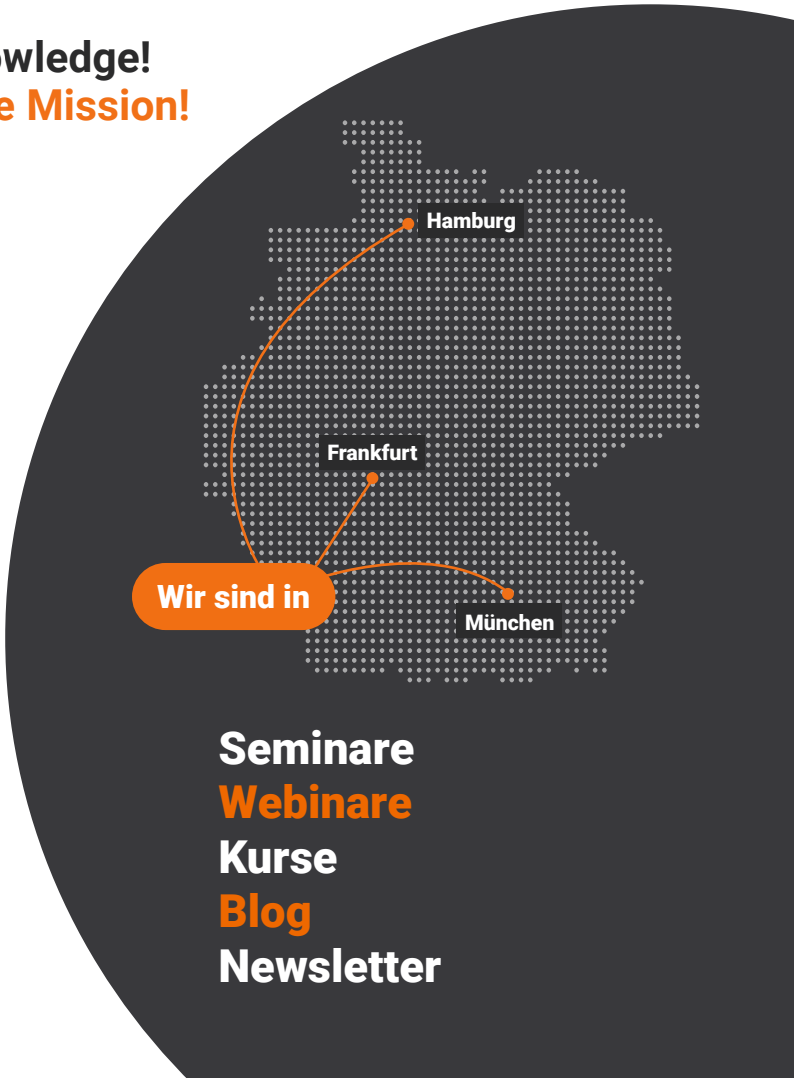 owledge!
e Mission!
Hamburg
Frankfurt
Wir sind in
München
Seminare
Webinare
Kurse
Blog
Newsletter